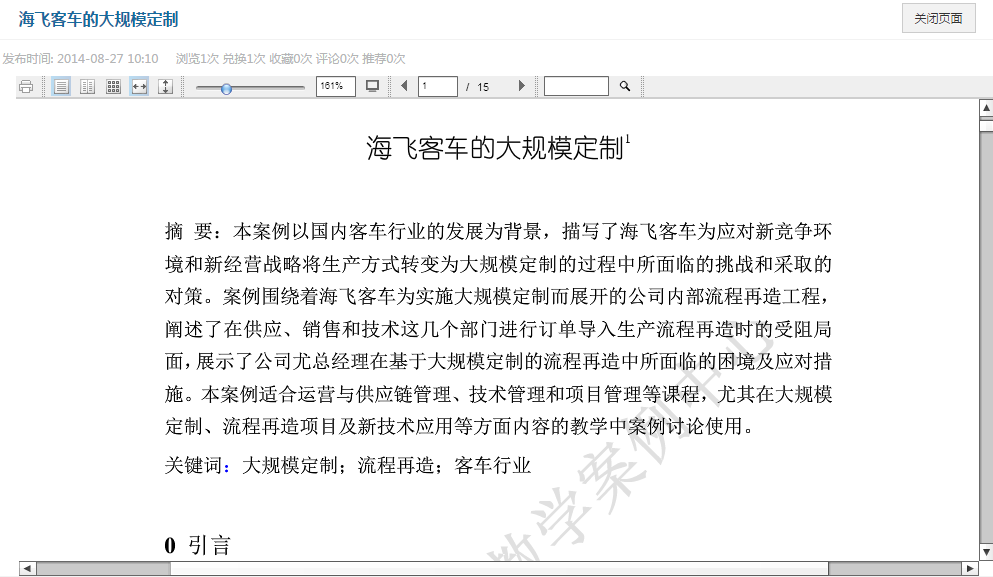 海飞客车的大规模定制
关闭页面
发布时间: 2014-08-27 10:10 浏览1次 兑换1次 收藏0次 评论0次 推荐0次
161%
1 / 15
海飞客车的大规模定制1
摘 要：本案例以国内客车行业的发展为背景，描写了海飞客车为应对新竞争环
境和新经营战略将生产方式转变为大规模定制的过程中所面临的挑战和采取的
对策。案例围绕着海飞客车为实施大规模定制而展开的公司内部流程再造工程，
阐述了在供应、销售和技术这几个部门进行订单导入生产流程再造时的受阻局
面，展示了公司尤总经理在基于大规模定制的流程再造中所面临的困境及应对措
施。本案例适合运营与供应链管理、技术管理和项目管理等课程，尤其在大规模
定制、流程再造项目及新技术应用等方面内容的教学中案例讨论使用。
关键词：大规模定制；流程再造；客车行业
0 引言
教学案例中心